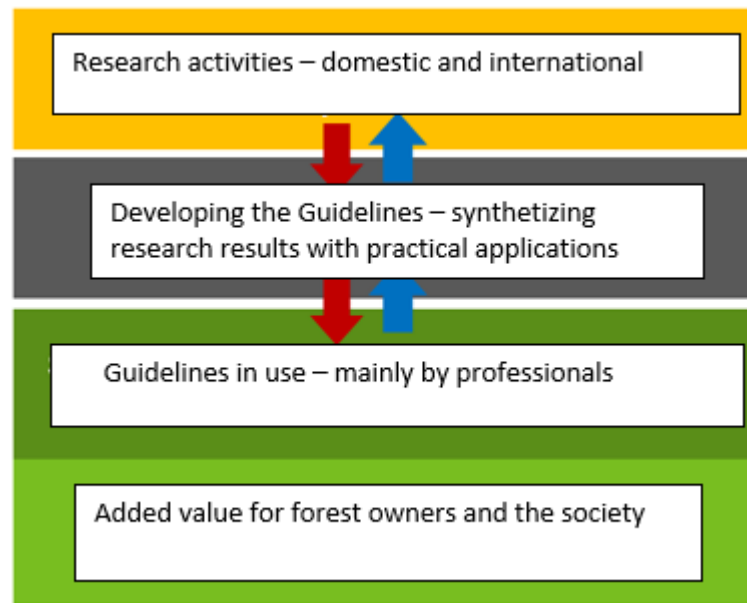 Research activities – domestic and international
Developing the Guidelines – synthetizing
research results with practical applications
Guidelines in use – mainly by professionals
Added value for forest owners and the society